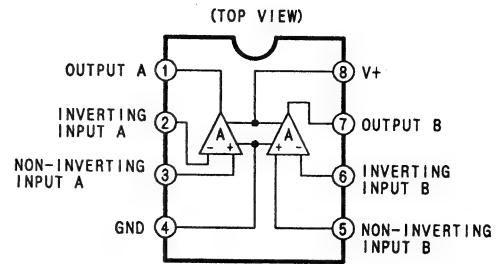 (TOP VIEW)
OUTPUT A 1
8 V+
INVERTING
INPUT A
2
A
A
7 OUTPUT B
- +
+ -
NON-INVERTING
INPUT A
3
6 INVERTING
INPUT B
GND 4
5 NON-INVERTING
INPUT B